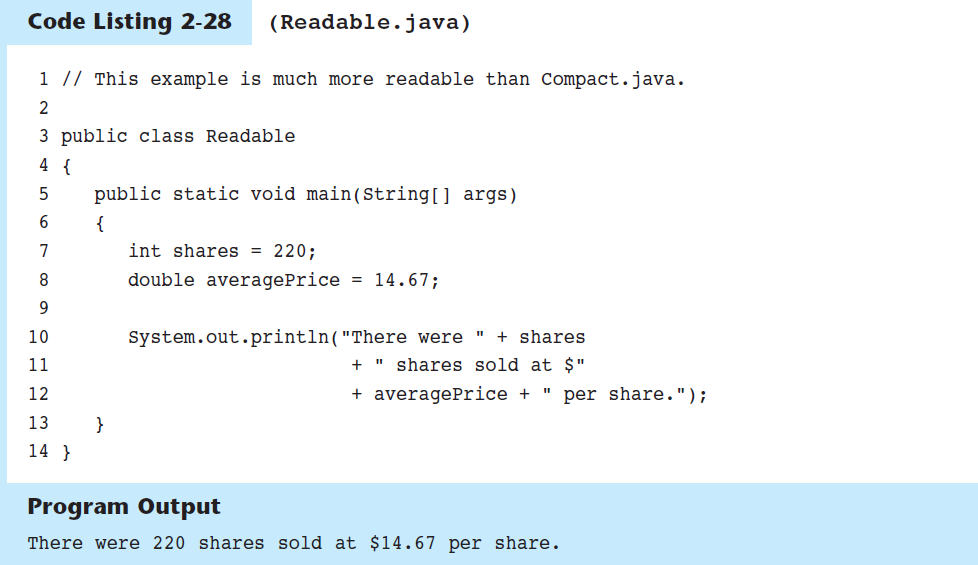 Code Listing 2-28 (Readable.java)
1 // This example is much more readable than Compact.java.
2
3 public class Readable
4 {
5    public static void main(String[] args)
6    {
7       int shares = 220;
8       double averagePrice = 14.67;
9
10       System.out.println("There were " + shares
11                           + " shares sold at $"
12                           + averagePrice + " per share.");
13    }
14 }
Program Output
There were 220 shares sold at $14.67 per share.